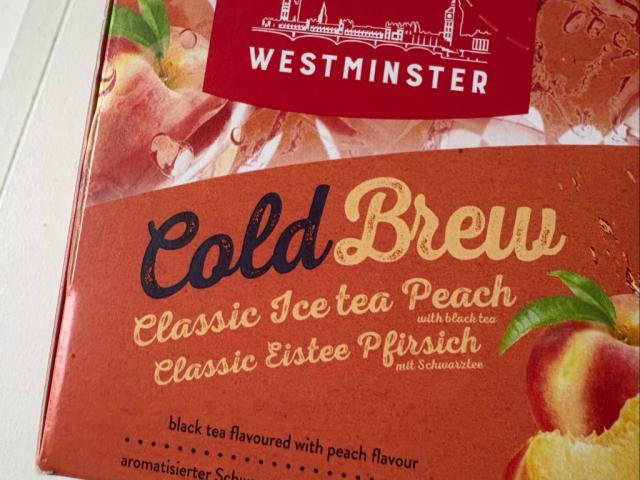 WESTMINSTER
Cold Brew
Classic Ice tea Peach
with black tea
Classic Eistee Pfirsich
mit Schwarztee
black tea flavoured with peach flavour
aromatisierter